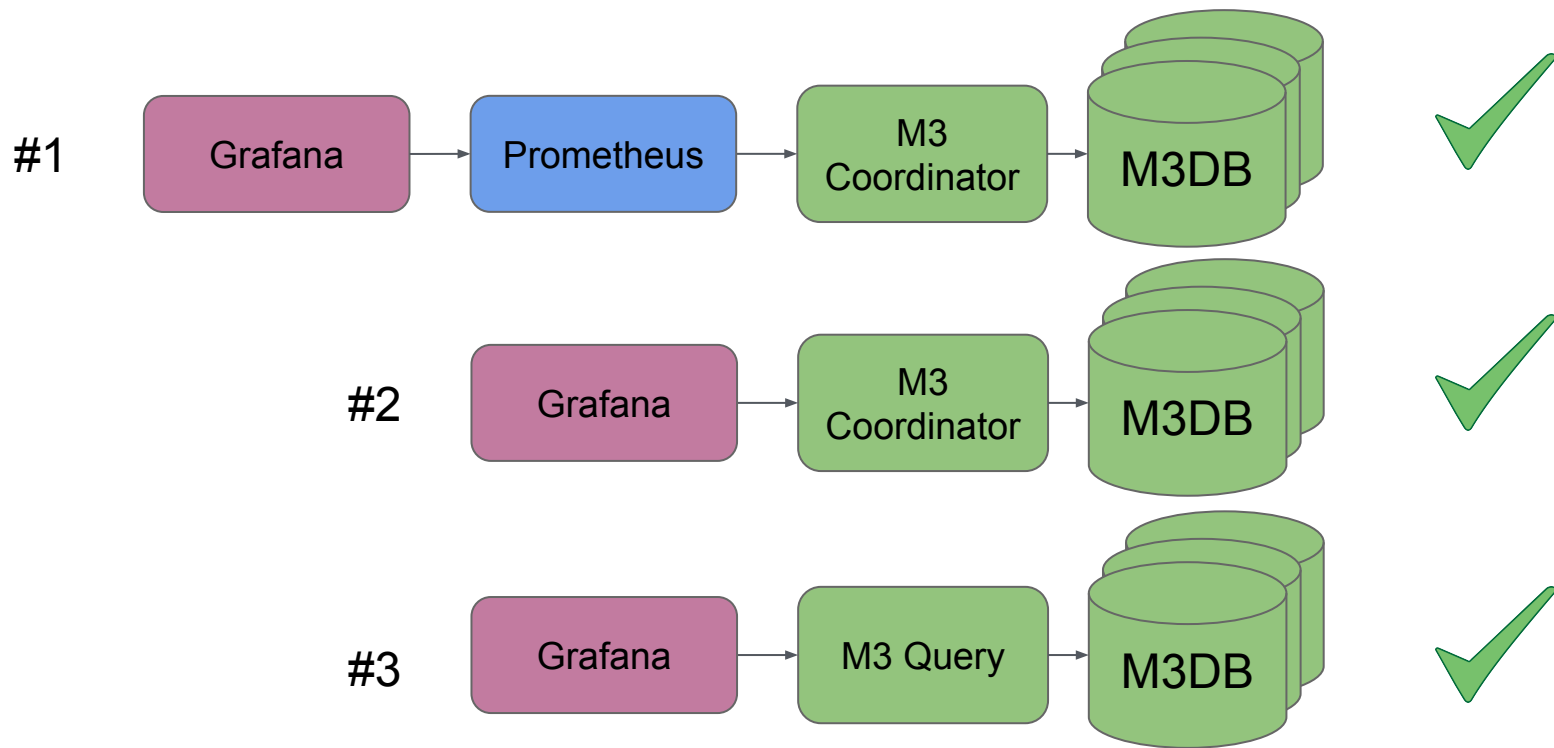 #1
Grafana
Prometheus
M3
Coordinator
M3DB
#2
Grafana
M3
Coordinator
M3DB
#3
Grafana
M3 Query
M3DB